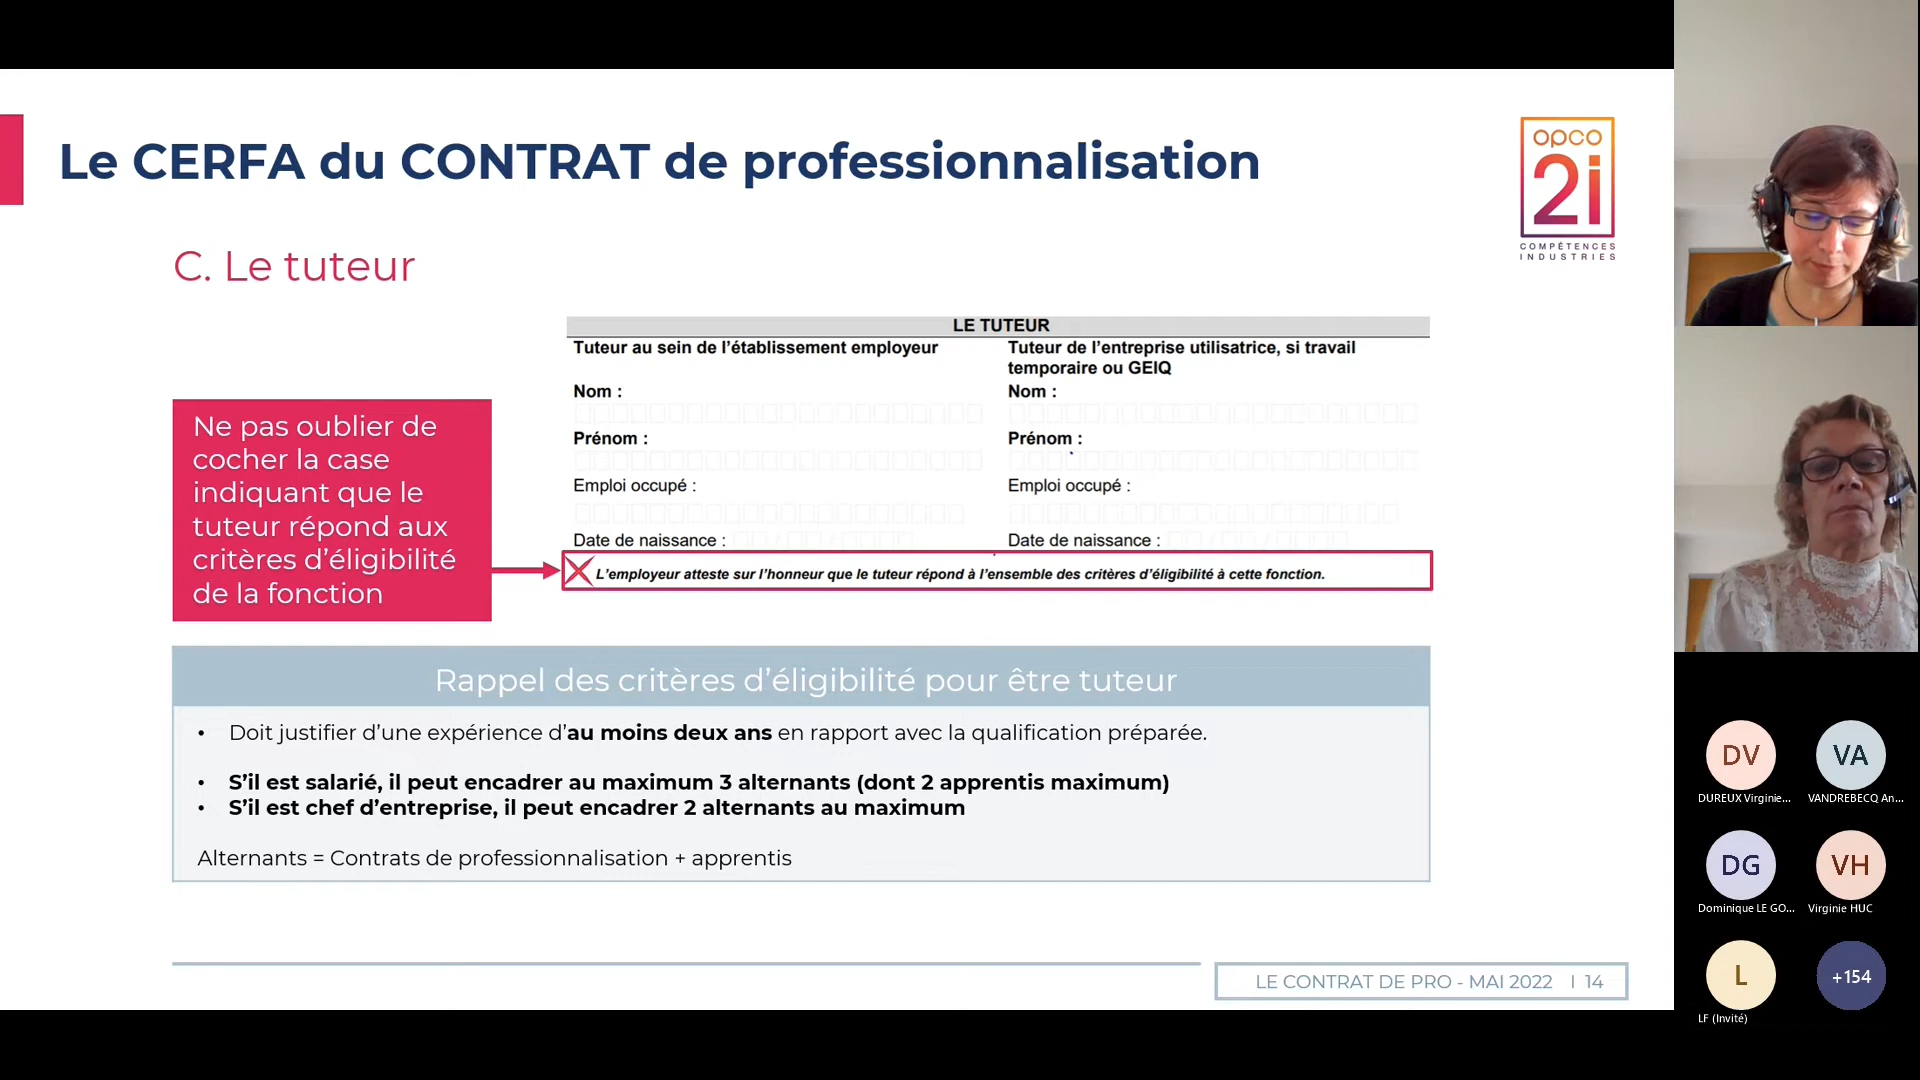 Le CERFA du CONTRAT de professionnalisation
opco
2i
COMPÉTENCES
INDUSTRIES
C. Le tuteur
LE TUTEUR
Tuteur au sein de l'établissement employeur
Tuteur de l'entreprise utilisatrice, si travail
temporaire ou GEIQ
Nom :
Nom :
Prénom :
Prénom :
Emploi occupé :
Emploi occupé :
Date de naissance :
Date de naissance :
L'employeur atteste sur l'honneur que le tuteur répond à l'ensemble des critères d'éligibilité à cette fonction.
Ne pas oublier de
cocher la case
indiquant que le
tuteur répond aux
critères d'éligibilité
de la fonction
Rappel des critères d'éligibilité pour être tuteur
• Doit justifier d'une expérience d'au moins deux ans en rapport avec la qualification préparée.
• S'il est salarié, il peut encadrer au maximum 3 alternants (dont 2 apprentis maximum)
• S'il est chef d'entreprise, il peut encadrer 2 alternants au maximum
Alternants = Contrats de professionnalisation + apprentis
LE CONTRAT DE PRO - MAI 2022 I 14
DV
VA
DUREUX Virginie...
VANDREBECQ An...
DG
VH
Dominique LE GO...
Virginie HUC
L
+154
LF (Invité)